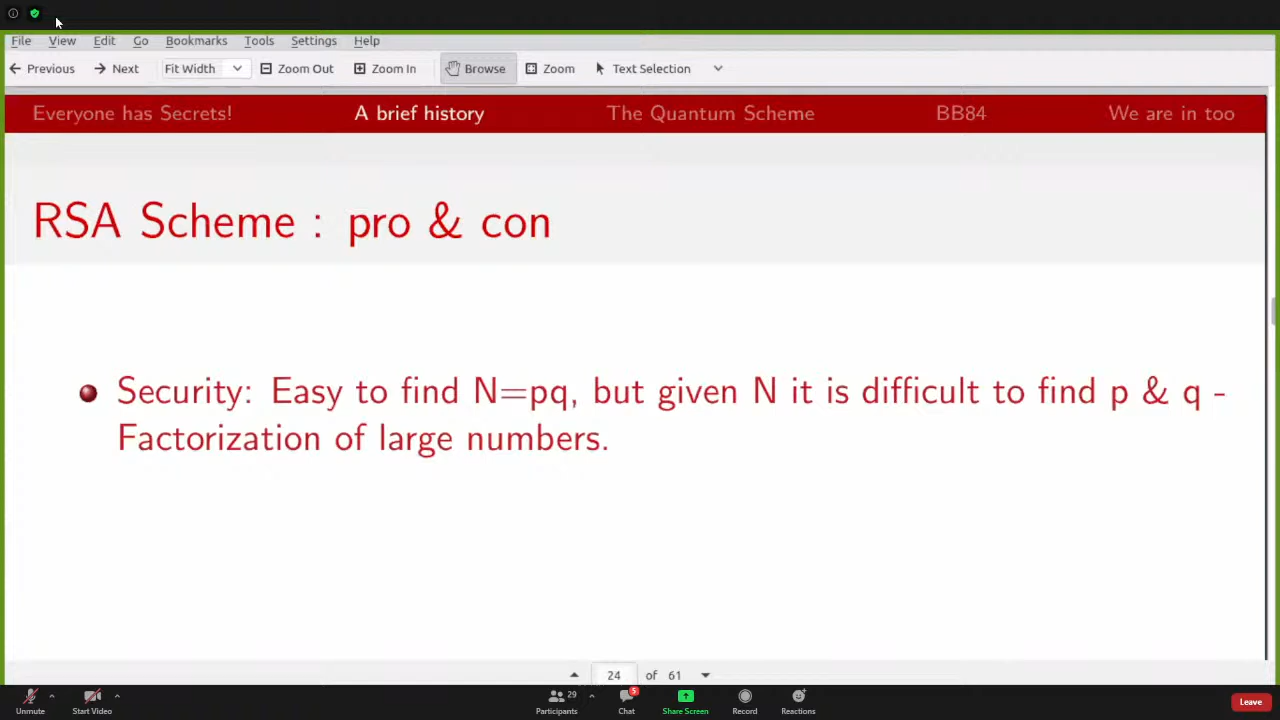 File View Edit Go Bookmarks Tools Settings Help
Previous Next Fit Width Zoom Out Zoom In Browse Zoom Text Selection
Everyone has Secrets! A brief history The Quantum Scheme BB84 We are in too
RSA Scheme : pro & con
Security: Easy to find N=pq, but given N it is difficult to find p & q -
Factorization of large numbers.
24 of 61
29 5
Unmute Start Video Participants Chat Share Screen Record Reactions Leave